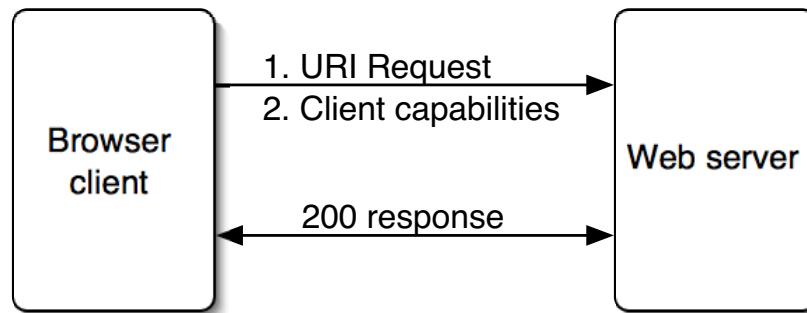 Browser
client
1. URI Request
2. Client capabilities
200 response
Web server